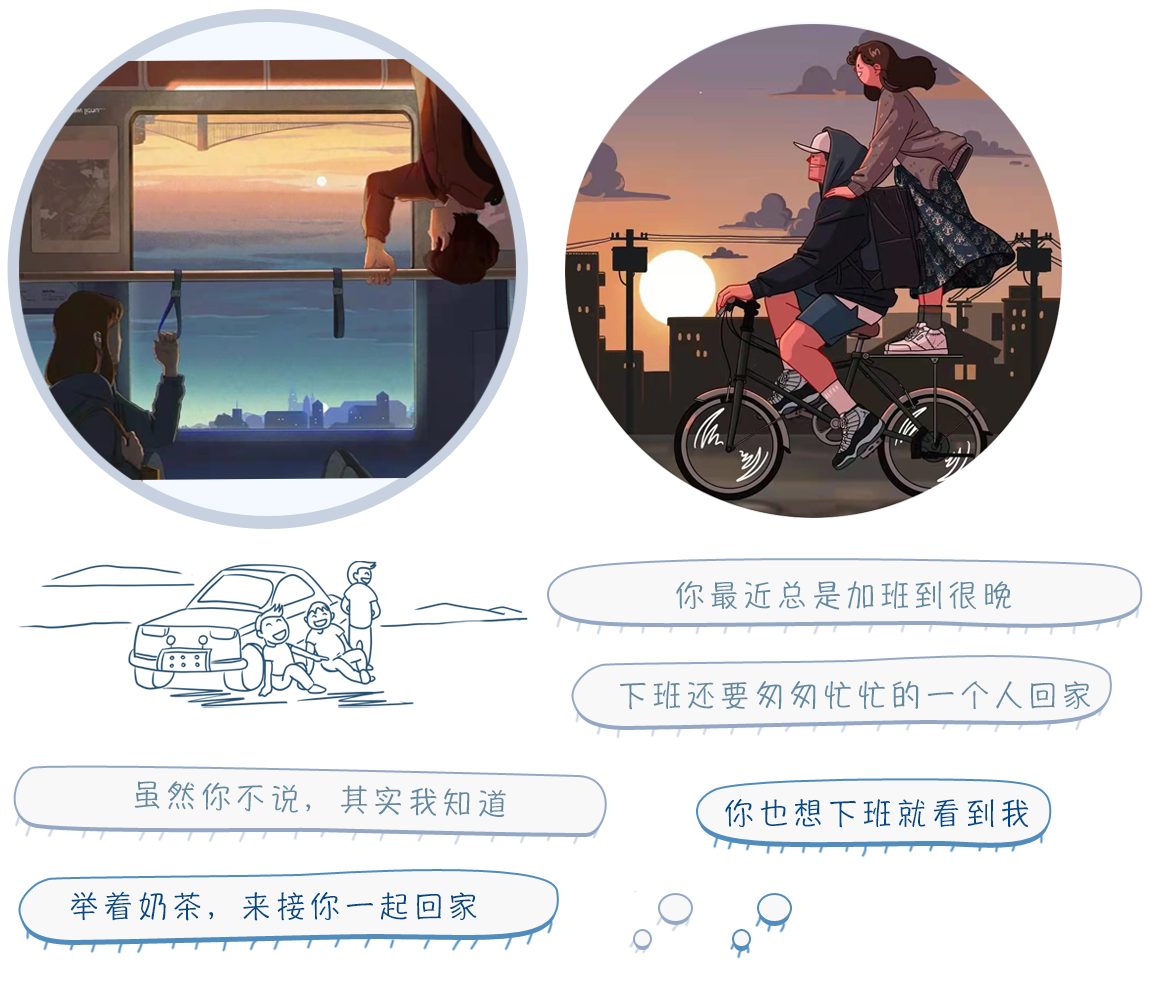 你最近总是加班到很晚
下班还要匆匆忙忙的一个人回家
虽然你不说，其实我知道
你也想下班就看到我
举着奶茶，来接你一起回家